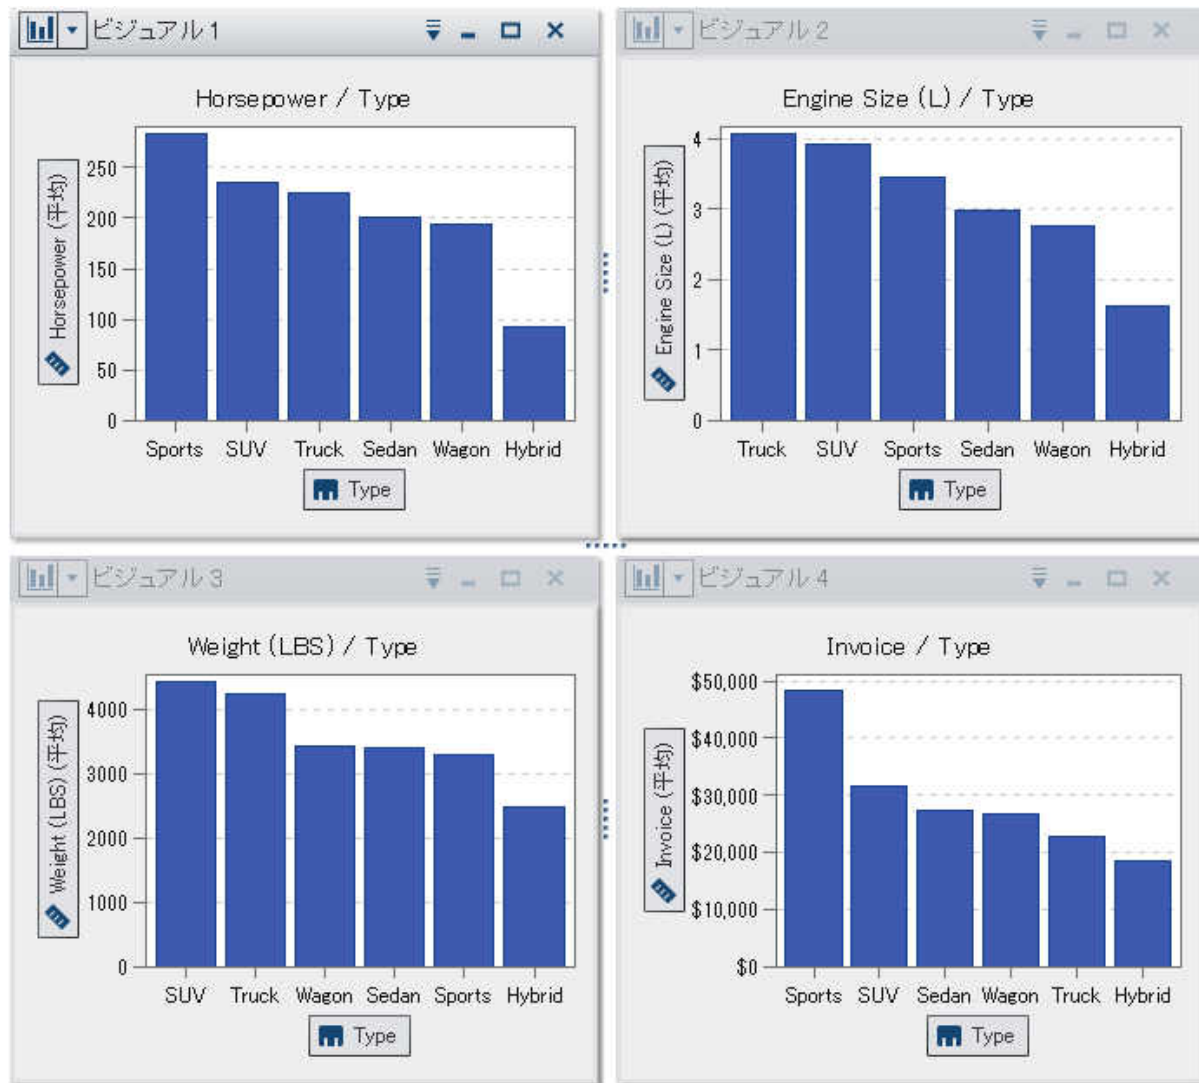 ビジュアル 1
Horsepower / Type
Horsepower (平均)
250
200
150
100
50
0
Sports SUV Truck Sedan Wagon Hybrid
Type
ビジュアル 2
Engine Size (L) / Type
Engine Size (L) (平均)
4
3
2
1
0
Truck SUV Sports Sedan Wagon Hybrid
Type
ビジュアル 3
Weight (LBS) / Type
Weight (LBS) (平均)
4000
3000
2000
1000
0
SUV Truck Wagon Sedan Sports Hybrid
Type
ビジュアル 4
Invoice / Type
Invoice (平均)
$50,000
$40,000
$30,000
$20,000
$10,000
$0
Sports SUV Sedan Wagon Truck Hybrid
Type